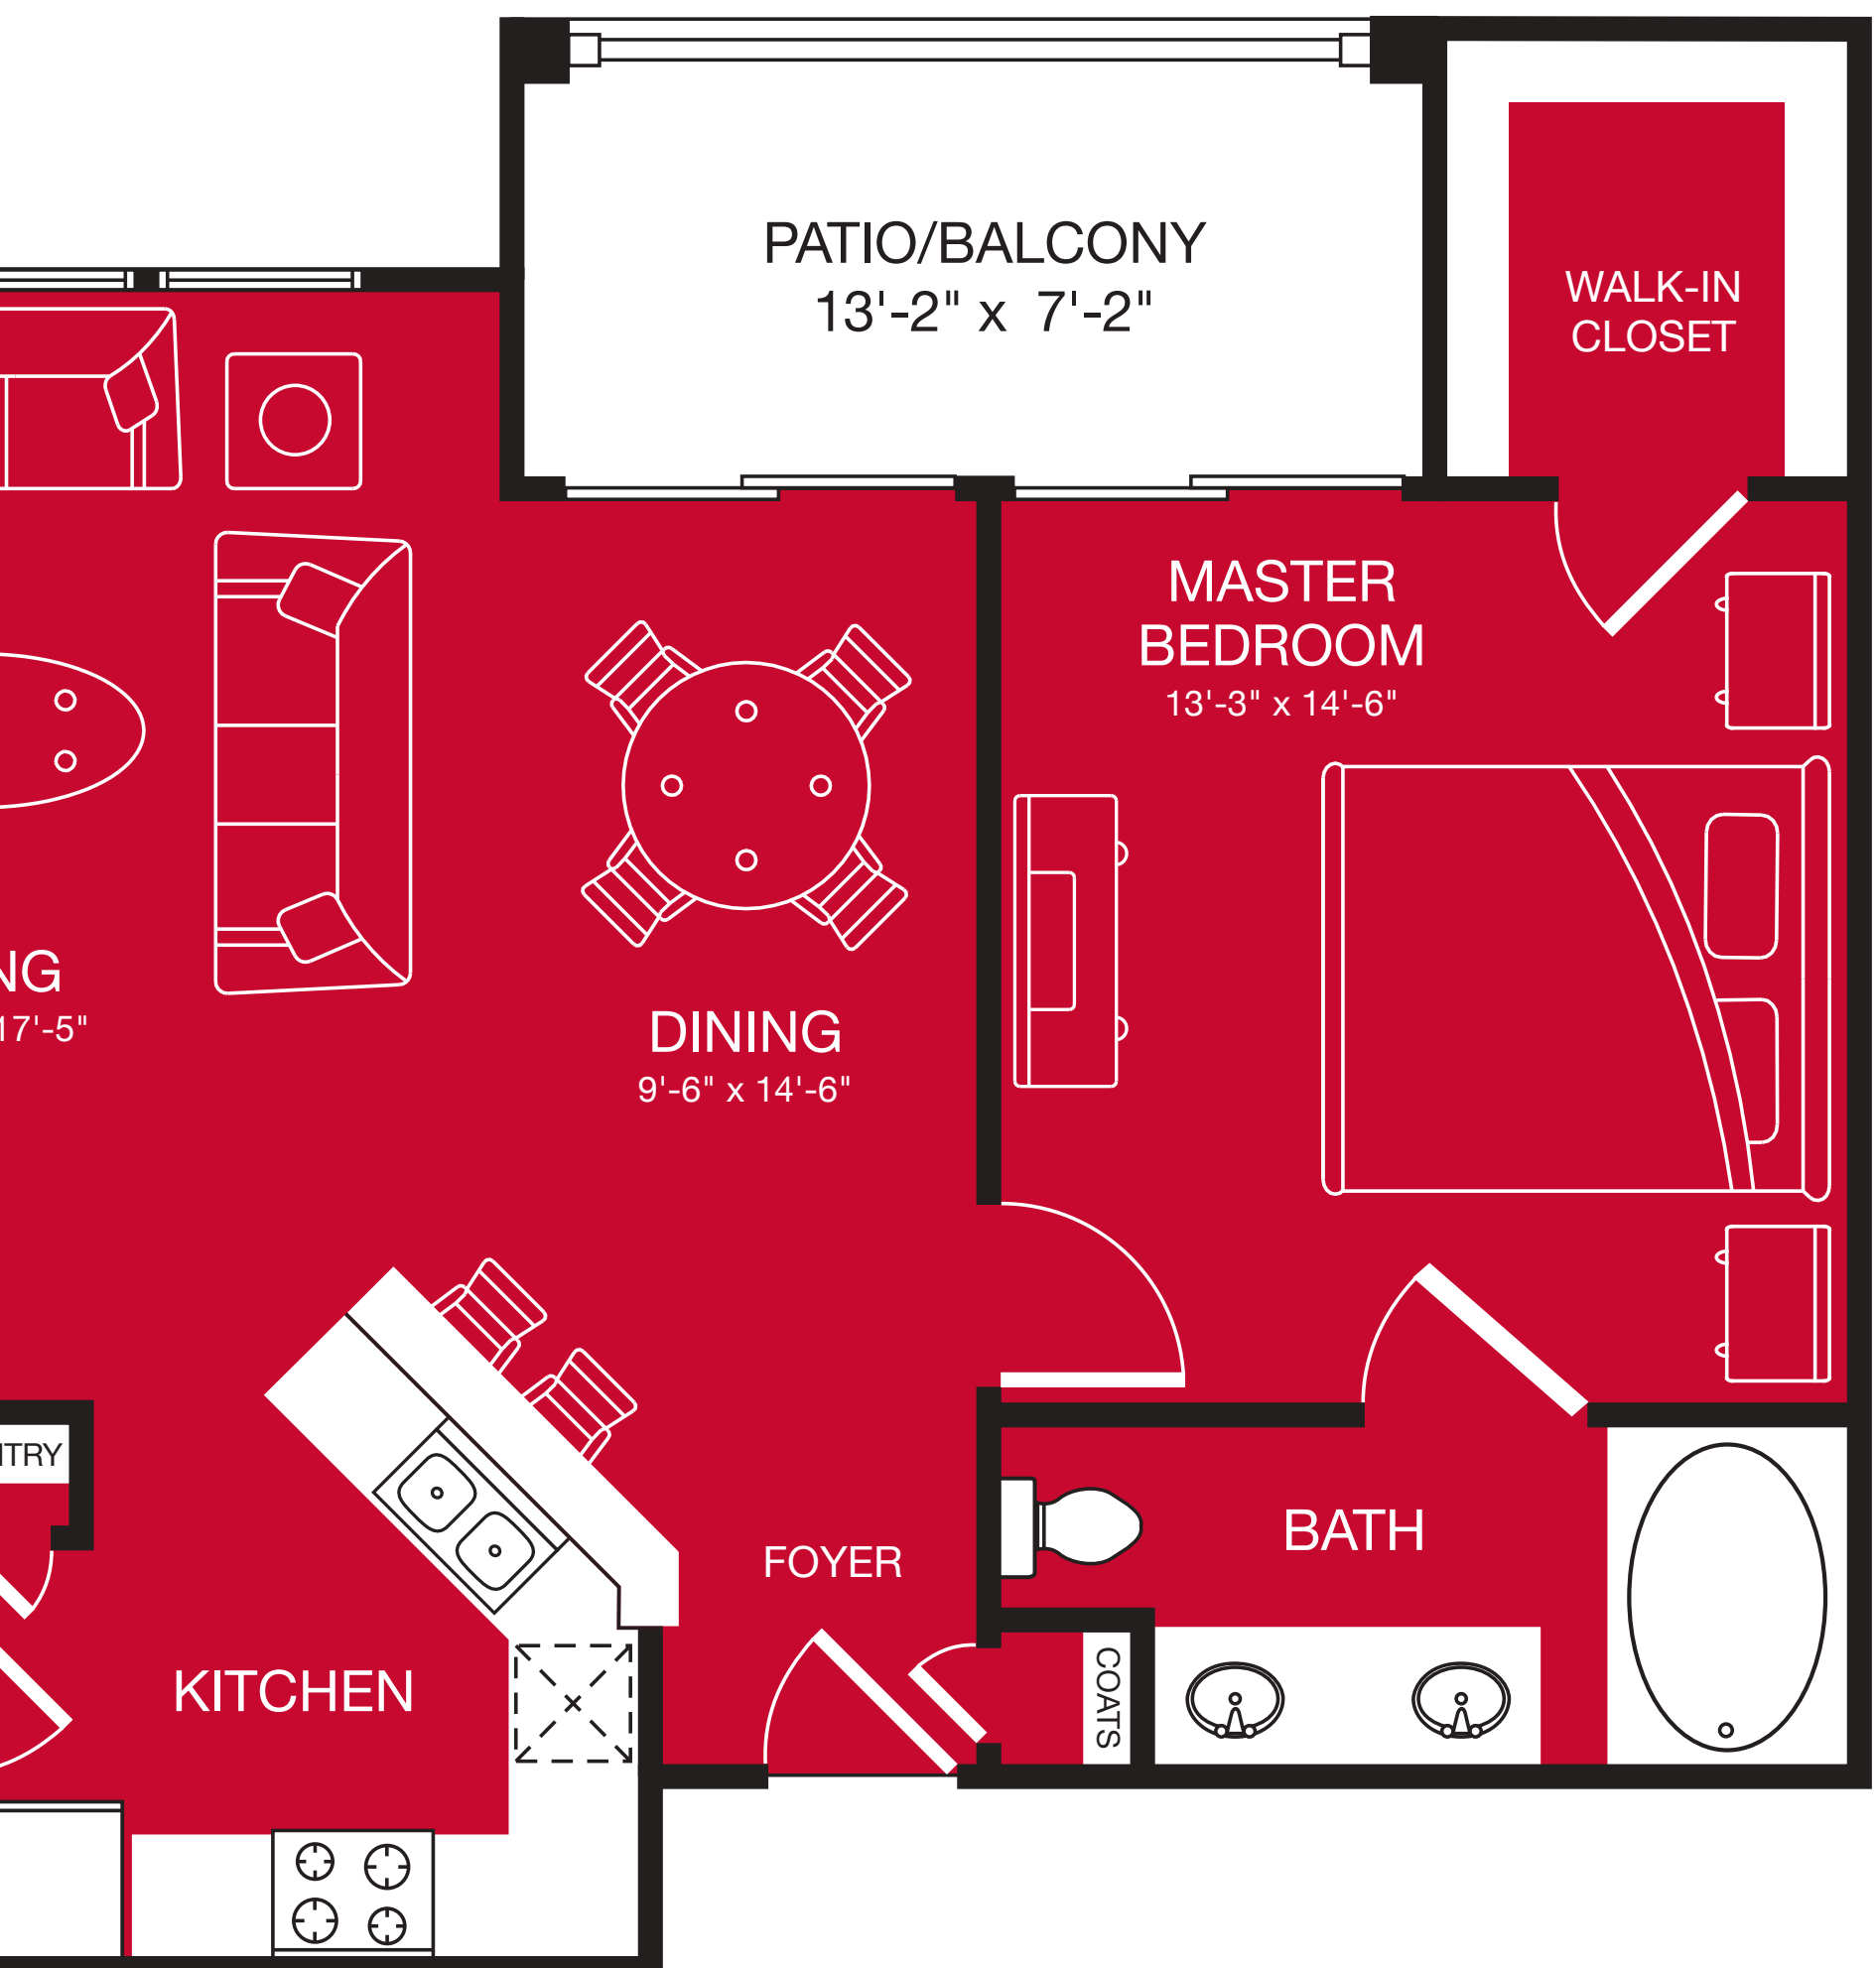 PATIO/BALCONY
13'-2" x 7'-2"
WALK-IN
CLOSET
MASTER
BEDROOM
13'-3" x 14'-6"
NG
17'-5"
DINING
9'-6" x 14'-6"
NTRY
BATH
FOYER
KITCHEN
COATS